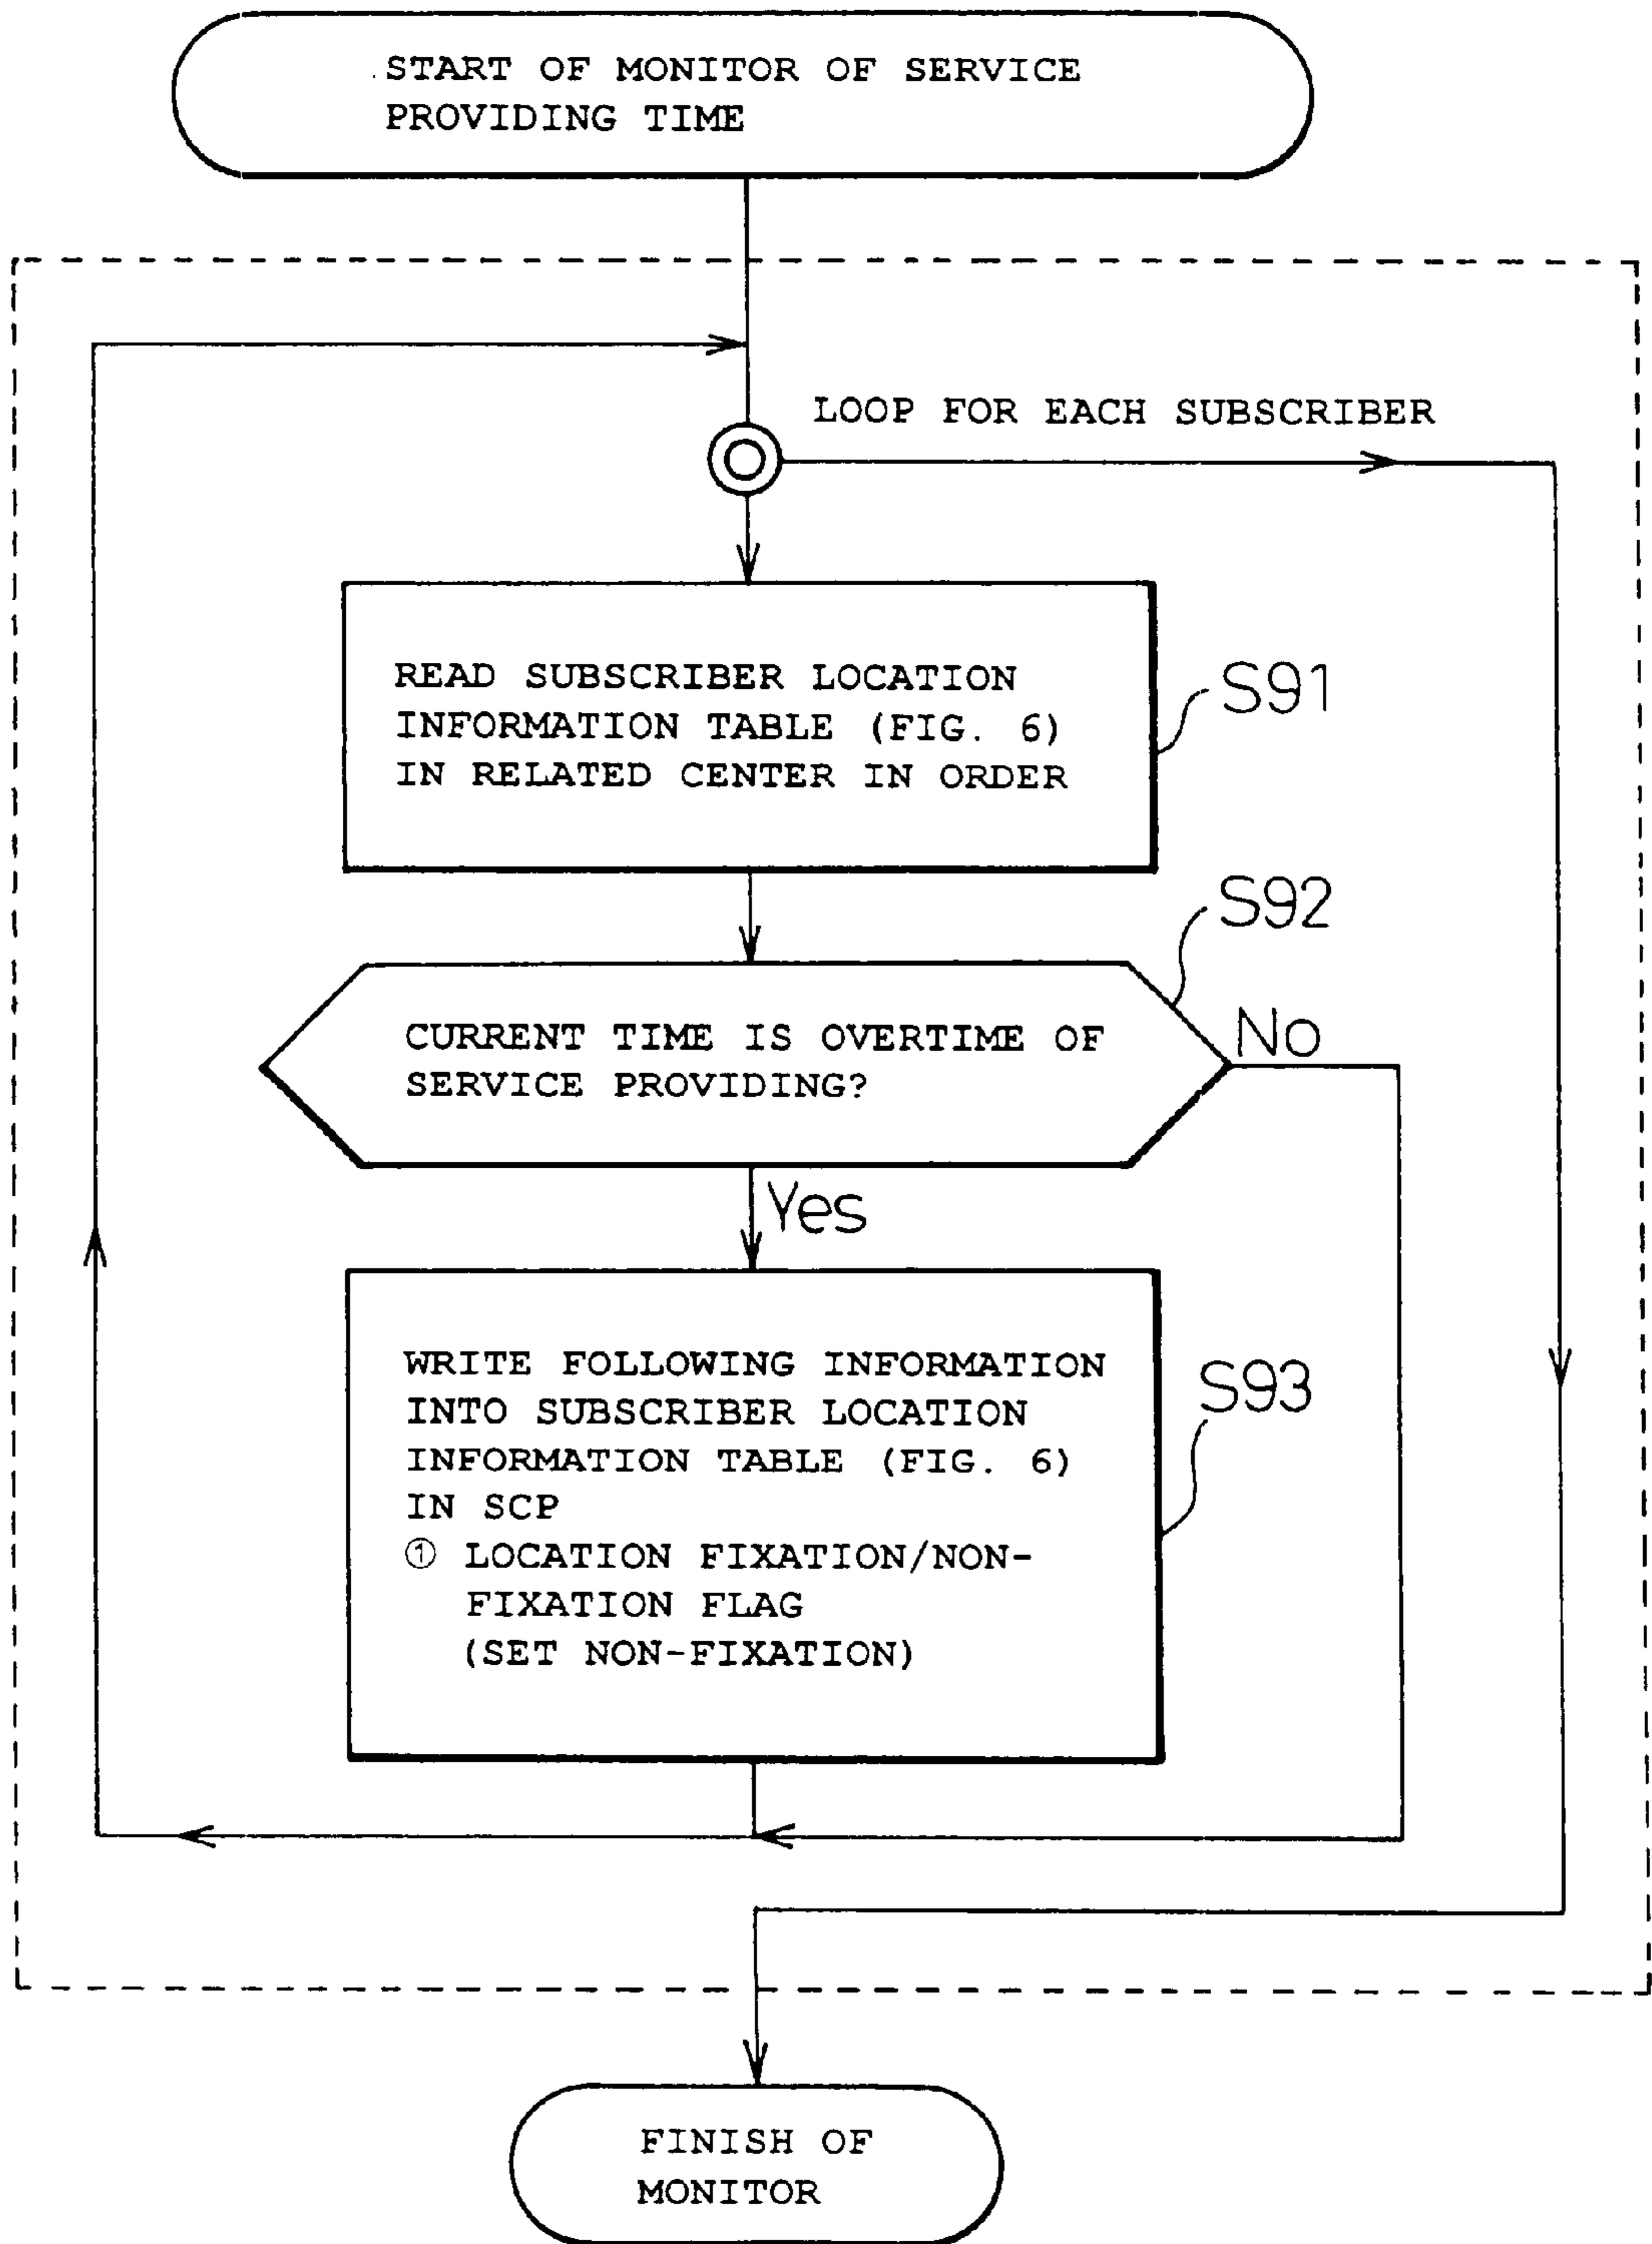 START OF MONITOR OF SERVICE
PROVIDING TIME
LOOP FOR EACH SUBSCRIBER
READ SUBSCRIBER LOCATION
INFORMATION TABLE (FIG. 6)
IN RELATED CENTER IN ORDER
S91
S92
CURRENT TIME IS OVERTIME OF
SERVICE PROVIDING?
No
Yes
WRITE FOLLOWING INFORMATION
INTO SUBSCRIBER LOCATION
INFORMATION TABLE (FIG. 6)
IN SCP
① LOCATION FIXATION/NON-
FIXATION FLAG
(SET NON-FIXATION)
S93
FINISH OF
MONITOR